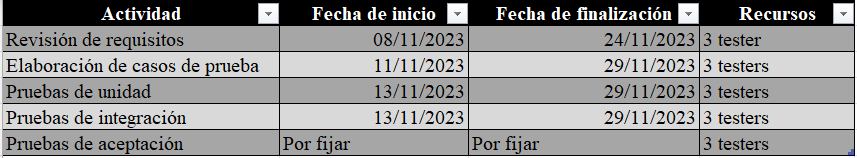 Actividad Fecha de inicio Fecha de finalización Recursos
Revisión de requisitos 08/11/2023 24/11/2023 3 tester
Elaboración de casos de prueba 11/11/2023 29/11/2023 3 testers
Pruebas de unidad 13/11/2023 29/11/2023 3 testers
Pruebas de integración 13/11/2023 29/11/2023 3 testers
Pruebas de aceptación Por fijar Por fijar 3 testers